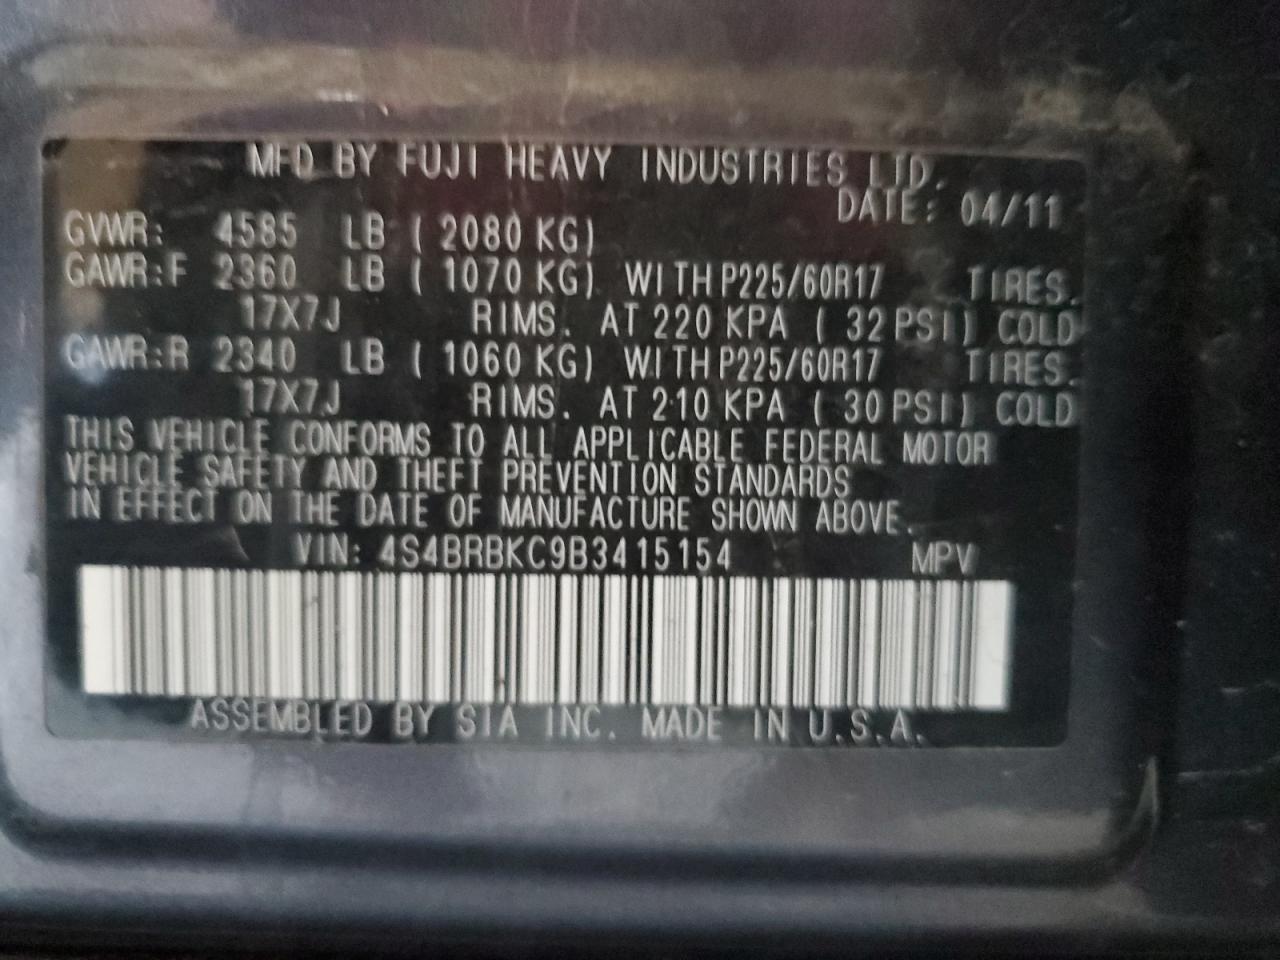 MFD BY FUJI HEAVY INDUSTRIES LTD.
DATE: 04/11
GVWR: 4585 LB ( 2080 KG)
GAWR:F 2360 LB ( 1070 KG) WITH P225/60R17 TIRES.
17X7J RIMS. AT 220 KPA ( 32 PSI) COLD
GAWR:R 2340 LB ( 1060 KG) WITH P225/60R17 TIRES.
17X7J RIMS. AT 210 KPA ( 30 PSI) COLD
THIS VEHICLE CONFORMS TO ALL APPLICABLE FEDERAL MOTOR
VEHICLE SAFETY AND THEFT PREVENTION STANDARDS
IN EFFECT ON THE DATE OF MANUFACTURE SHOWN ABOVE.
VIN: 4S4BRBKC9B3415154 MPV
ASSEMBLED BY SIA INC. MADE IN U.S.A.